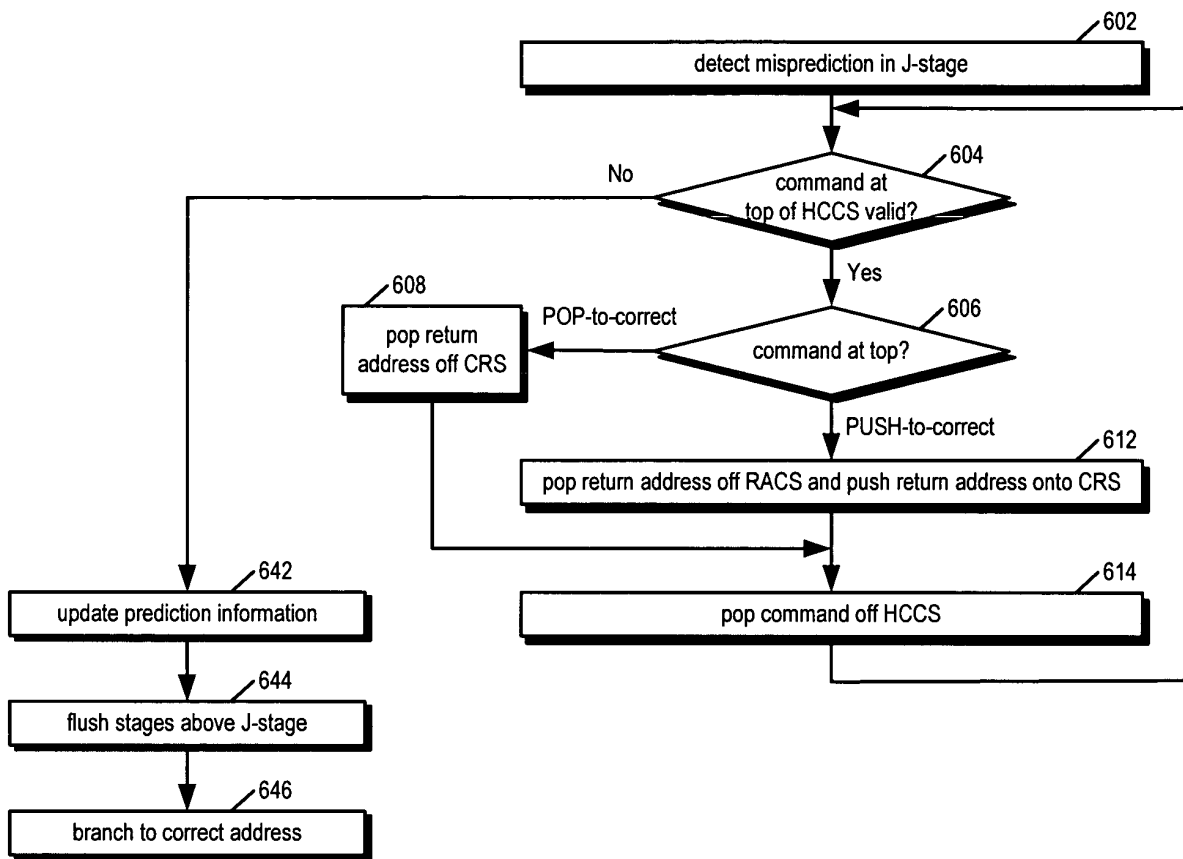 602
detect misprediction in J-stage
604
No
command at
top of HCCS valid?
Yes
608
POP-to-correct
606
pop return
address off CRS
command at top?
PUSH-to-correct
612
pop return address off RACS and push return address onto CRS
642
614
update prediction information
pop command off HCCS
644
flush stages above J-stage
646
branch to correct address